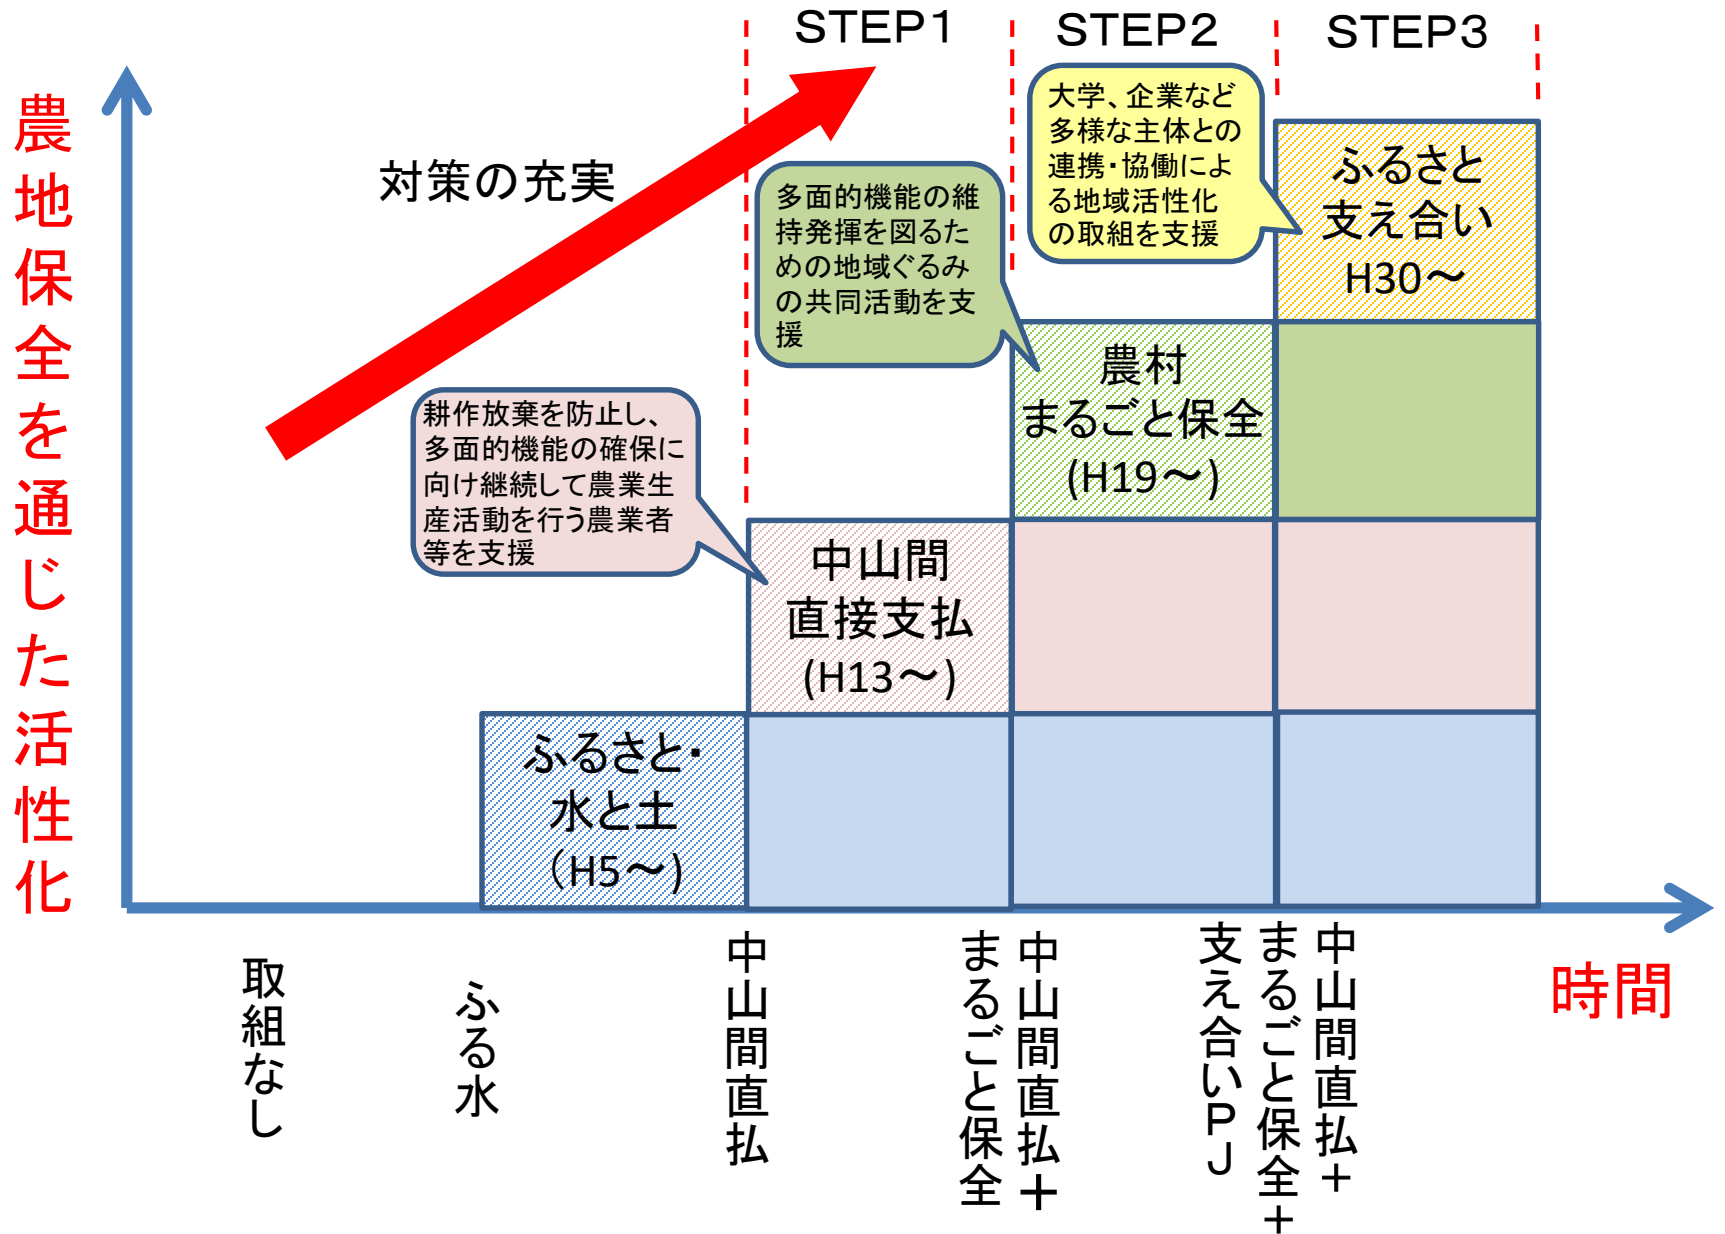 STEP1
STEP2
STEP3
農地保全を通じた活性化
対策の充実
大学、企業など
多様な主体との
連携・協働によ
る地域活性化
の取組を支援
ふるさと
支え合い
H30～
多面的機能の維
持発揮を図るた
めの地域ぐるみ
の共同活動を支
援
農村
まるごと保全
(H19～)
耕作放棄を防止し、
多面的機能の確保に
向け継続して農業生
産活動を行う農業者
等を支援
中山間
直接支払
(H13～)
ふるさと・
水と土
（H5～)
取組なし
ふる水
中山間直払
中山間直払＋
まるごと保全
中山間直払＋
まるごと保全＋
支え合いＰＪ
時間